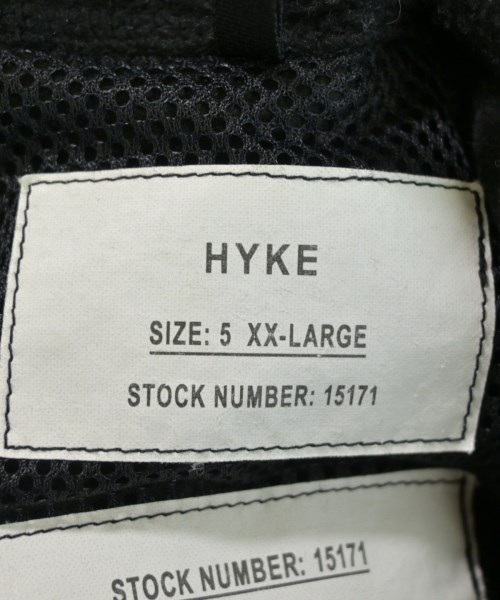 HYKE
SIZE: 5 XX-LARGE
STOCK NUMBER: 15171
STOCK NUMBER: 15171